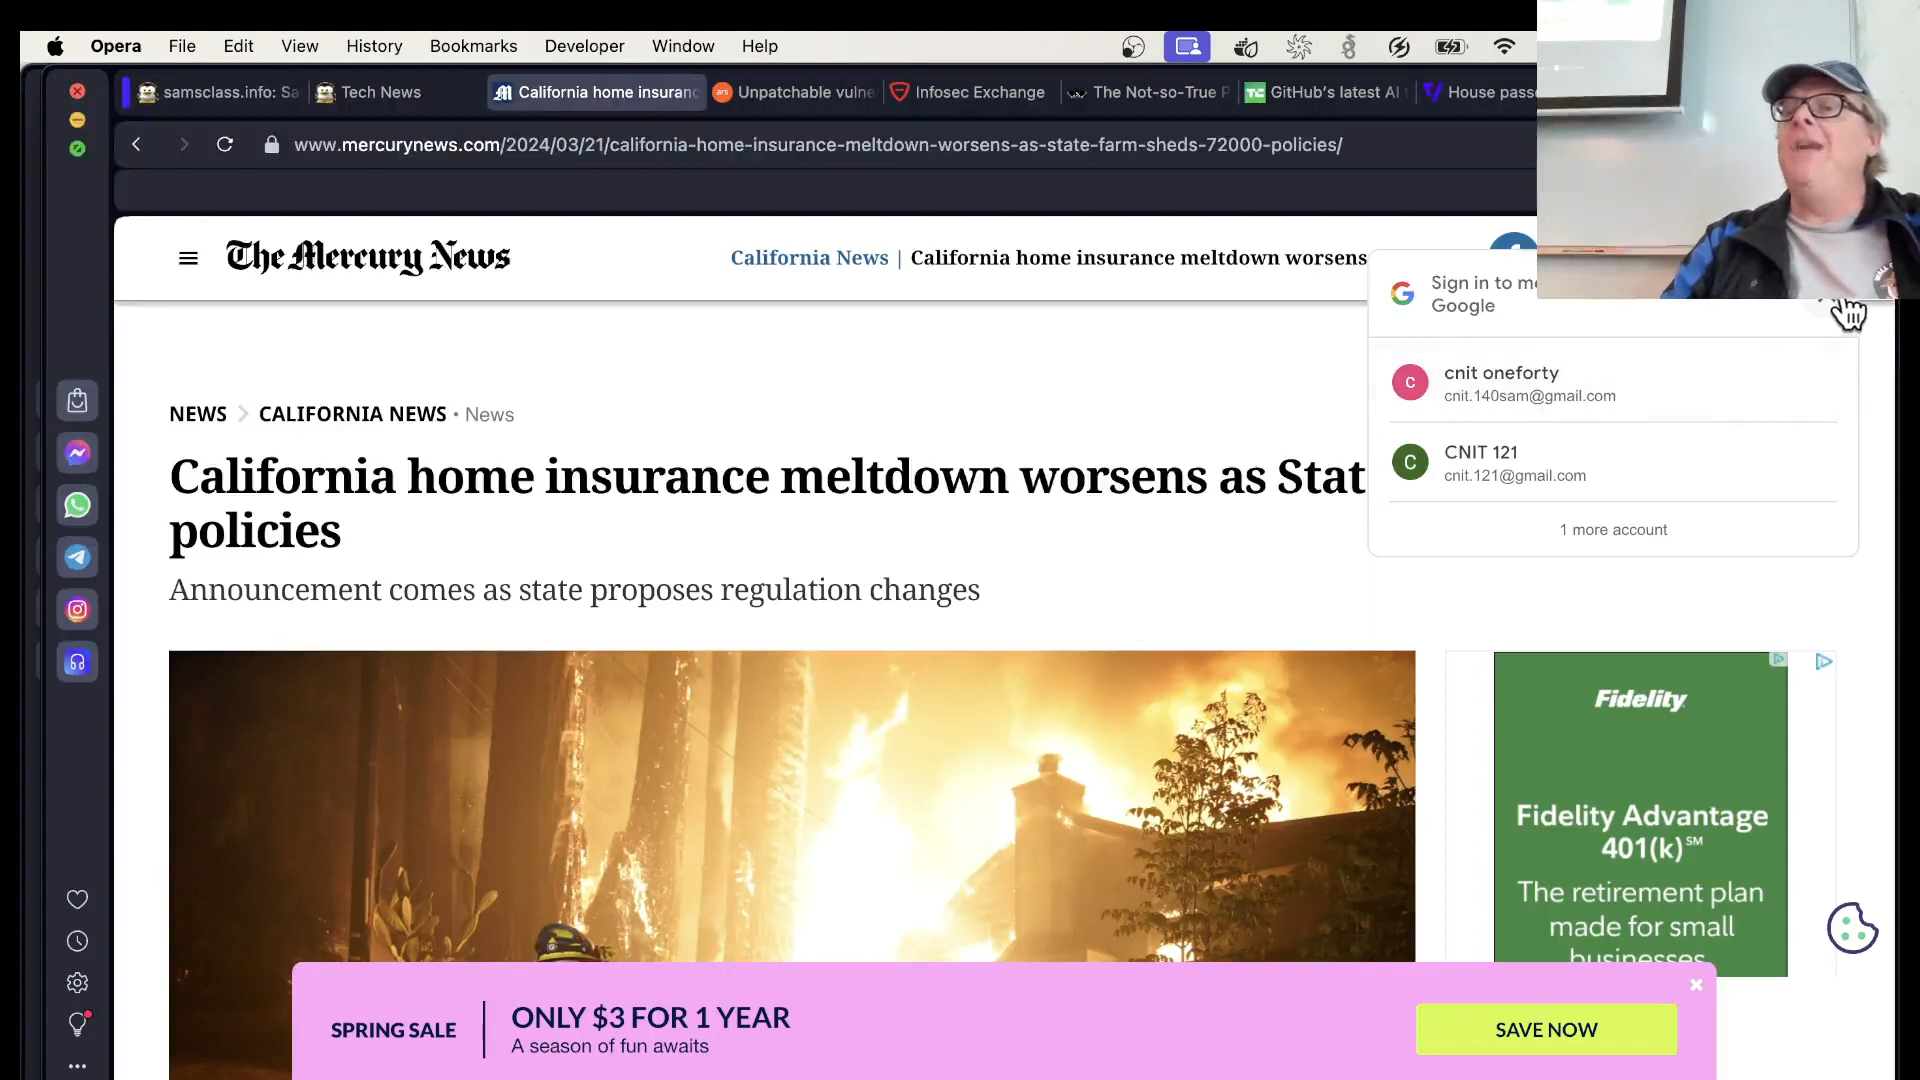 Opera File Edit View History Bookmarks Developer Window Help
samsclass.info: Sa Tech News California home insuranc Unpatchable vulne Infosec Exchange The Not-so-True P GitHub's latest AI t House passe
www.mercurynews.com/2024/03/21/california-home-insurance-meltdown-worsens-as-state-farm-sheds-72000-policies/
The Mercury News
California News | California home insurance meltdown worsens
Sign in to me
Google
cnit oneforty
cnit.140sam@gmail.com
CNIT 121
cnit.121@gmail.com
1 more account
NEWS > CALIFORNIA NEWS • News
California home insurance meltdown worsens as Stat
policies
Announcement comes as state proposes regulation changes
Fidelity
Fidelity Advantage
401(k)℠
The retirement plan
made for small
businesses
SPRING SALE
ONLY $3 FOR 1 YEAR
A season of fun awaits
SAVE NOW